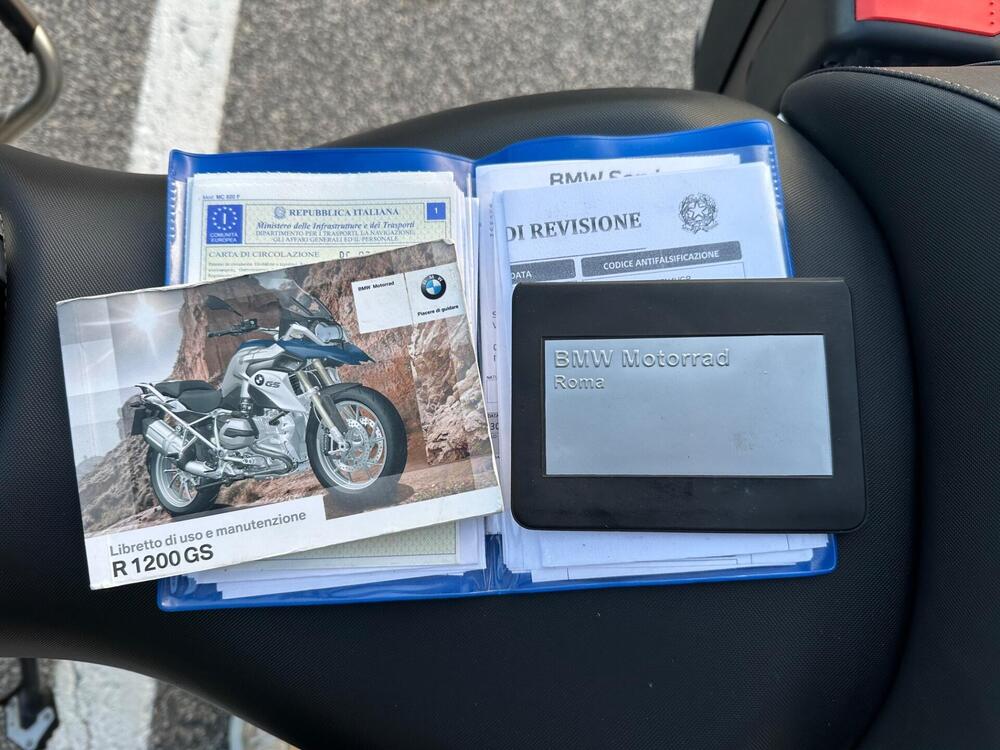 Mod. MC 820 F
I
COMUNITÀ
EUROPEA
REPUBBLICA ITALIANA
1
Ministero delle Infrastrutture e dei Trasporti
DIPARTIMENTO PER I TRASPORTI, LA NAVIGAZIONE,
GLI AFFARI GENERALI ED IL PERSONALE
CARTA DI CIRCOLAZIONE
BMW
DI REVISIONE
DATA
CODICE ANTIFALSIFICAZIONE
BMW Motorrad
Piacere di guidare
GS
Libretto di uso e manutenzione
R 1200 GS
BMW Motorrad
Roma